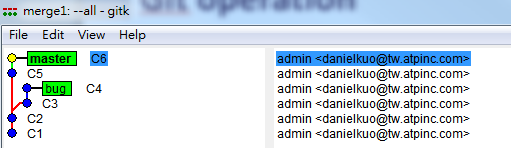 Git operation
merge1: --all - gitk
File Edit View Help
master C6 admin <danielkuo@tw.atpinc.com>
C5 admin <danielkuo@tw.atpinc.com>
bug C4 admin <danielkuo@tw.atpinc.com>
C3 admin <danielkuo@tw.atpinc.com>
C2 admin <danielkuo@tw.atpinc.com>
C1 admin <danielkuo@tw.atpinc.com>